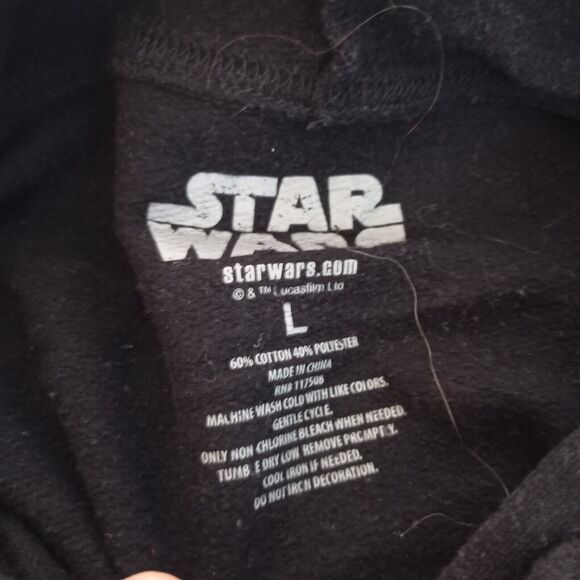 STAR
WARS
starwars.com
© & ™ Lucasfilm Ltd
L
60% COTTON 40% POLYESTER
MADE IN CHINA
RN# 117508
MACHINE WASH COLD WITH LIKE COLORS.
GENTLE CYCLE.
ONLY NON CHLORINE BLEACH WHEN NEEDED.
TUMBLE DRY LOW REMOVE PROMPTLY.
COOL IRON IF NEEDED.
DO NOT IRON DECORATION.